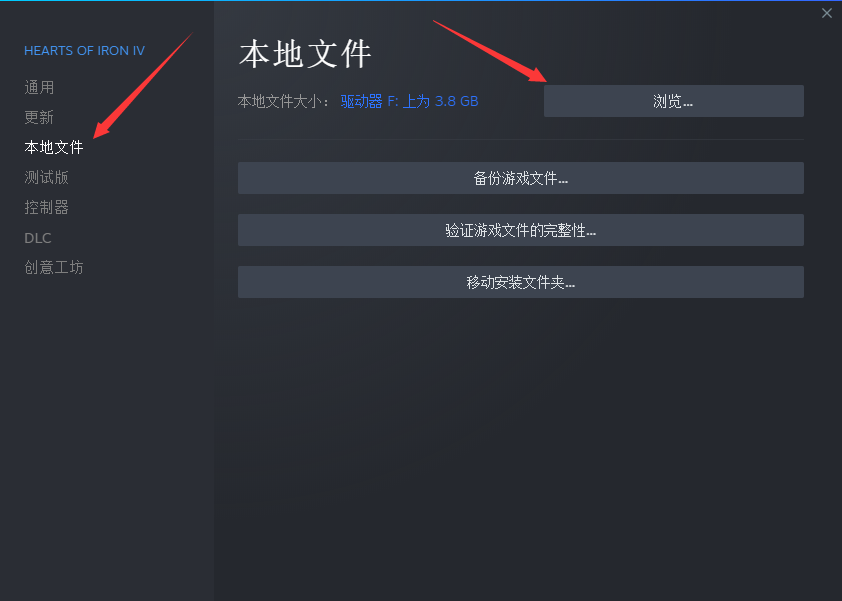 HEARTS OF IRON IV
通用
更新
本地文件
测试版
控制器
DLC
创意工坊
本地文件
本地文件大小： 驱动器 F: 上为 3.8 GB
浏览...
备份游戏文件...
验证游戏文件的完整性...
移动安装文件夹...